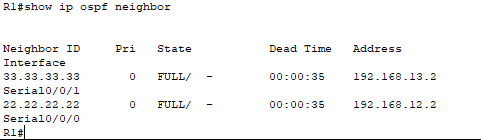 R1#show ip ospf neighbor
Neighbor ID Pri State Dead Time Address
Interface
33.33.33.33 0 FULL/ - 00:00:35 192.168.13.2
Serial0/0/1
22.22.22.22 0 FULL/ - 00:00:35 192.168.12.2
Serial0/0/0
R1#